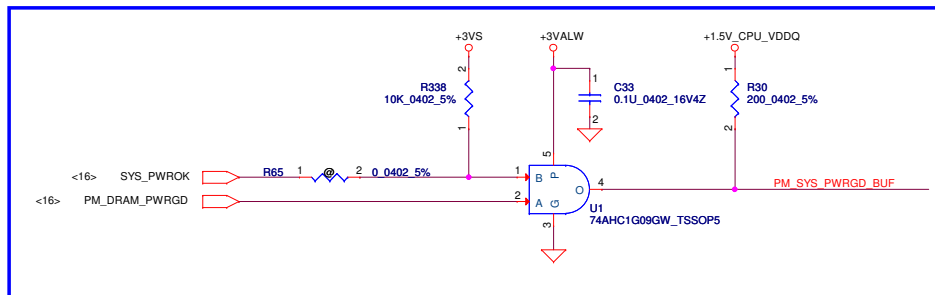 +3VS
+3VALW
+1.5V_CPU_VDDQ
2
R338
10K_0402_5%
1
1
C33
0.1U_0402_16V4Z
2
1
R30
200_0402_5%
2
5
<16> SYS_PWROK
R65 1 @ 2 0_0402_5%
1 B P
O 4
PM_SYS_PWRGD_BUF
<16> PM_DRAM_PWRGD
2 A G
3
U1
74AHC1G09GW_TSSOP5